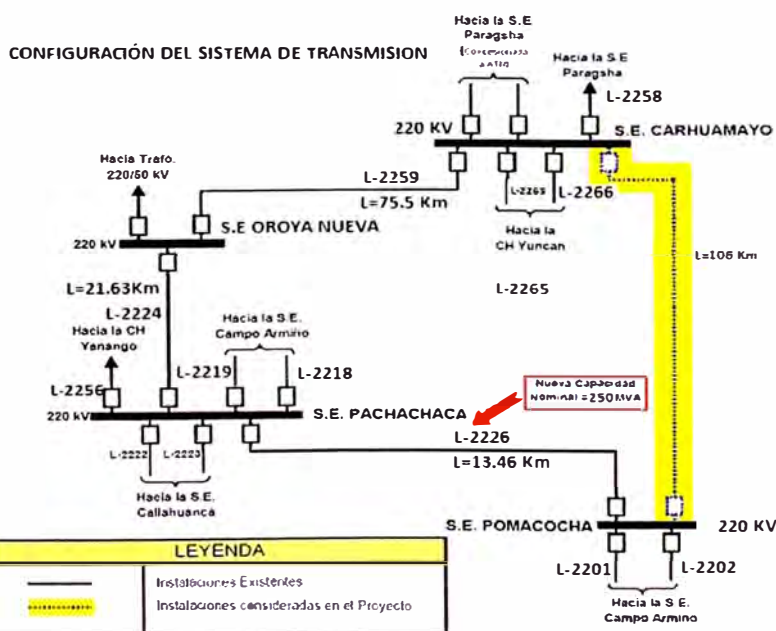 CONFIGURACIÓN DEL SISTEMA DE TRANSMISION
Hacia la S.E
Paragsha
Hacia la S.E
Paragsha
L-2258
220 KV
S.E. CARHUAMAYO
Hacia Trafo.
220/50 kV
L-2259
L=75.5 Km
L-2265
L-2266
Hacia la
CH Yuncan
S.E OROYA NUEVA
220 kV
L=106 Km
L-2265
L=21.63Km
L-2224
Hacia la CH
Yanango
Hacia la S.E.
Campo Armiño
L-2256
L-2219
L-2218
Nueva Capacidad
Nominal =250MVA
220 kV
S.E. PACHACHACA
L-2226
L=13.46 Km
L-2222
L-2223
Hacia la S.E.
Callahuanca
S.E. POMACOCHA
220 KV
L-2201
L-2202
Hacia la S.E.
Campo Armino
LEYENDA
Instalaciones Existentes
Instalaciones consideradas en el Proyecto